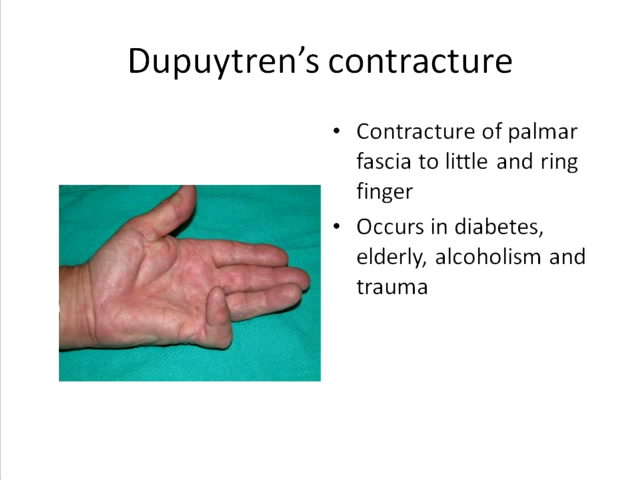 Dupuytren’s contracture
• Contracture of palmar
fascia to little and ring
finger
• Occurs in diabetes,
elderly, alcoholism and
trauma